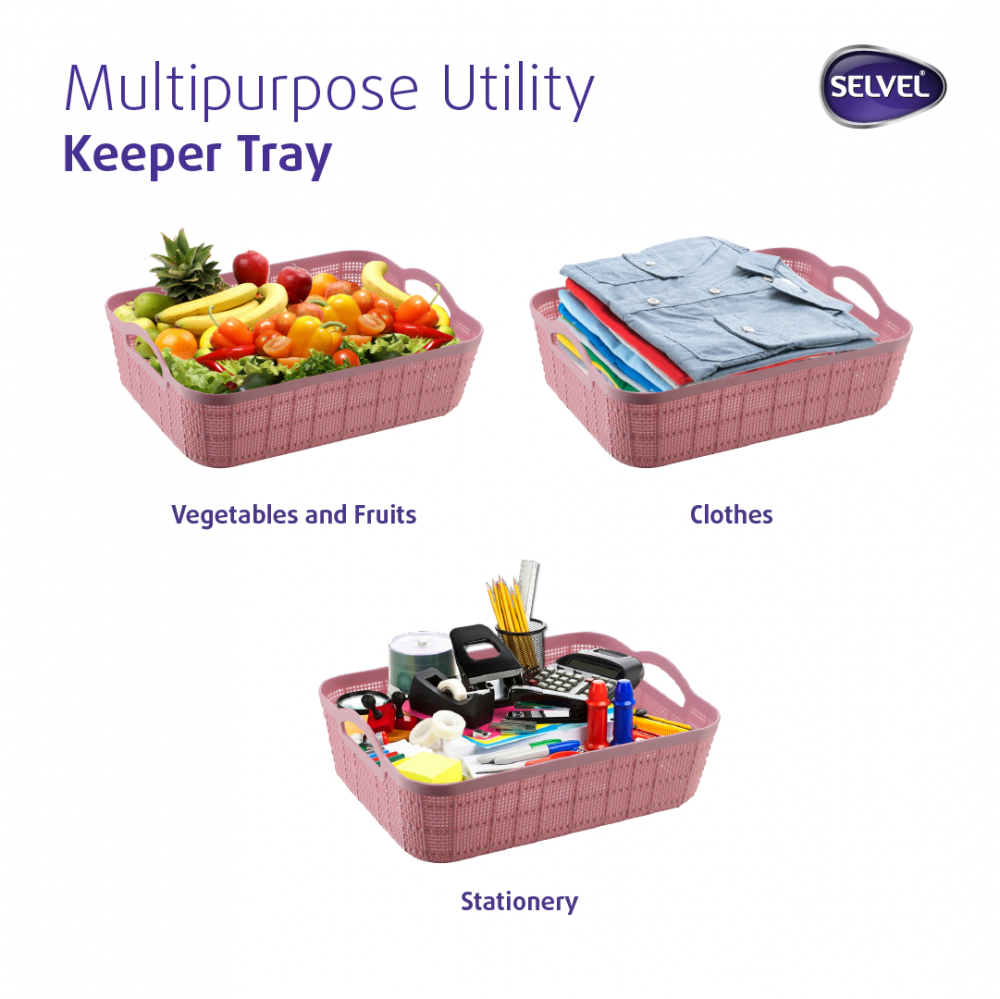 Multipurpose Utility
Keeper Tray
SELVEL®
Vegetables and Fruits
Clothes
Stationery